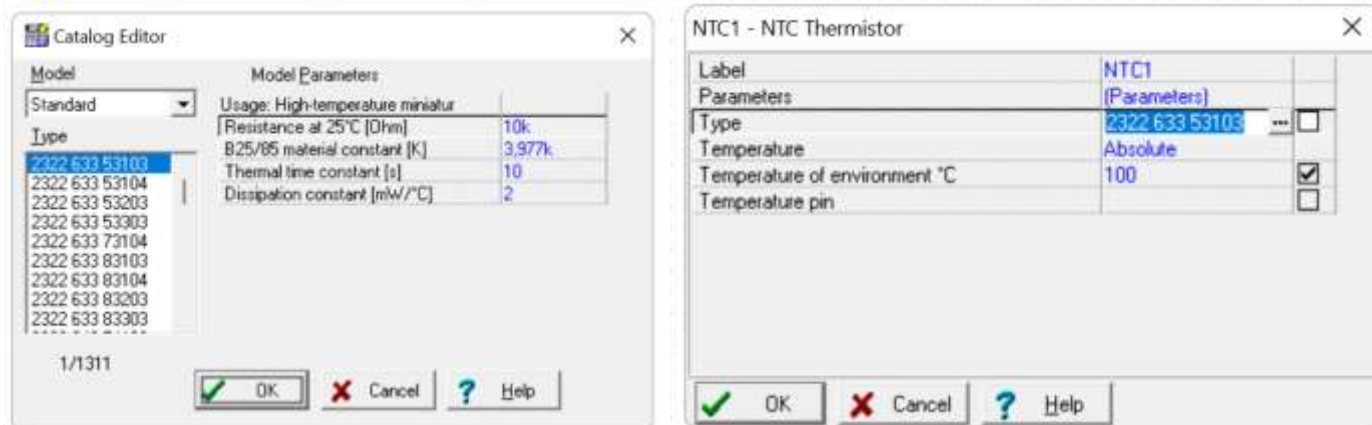 Catalog Editor
Model
Standard
Type
2322 633 53103
2322 633 53104
2322 633 53203
2322 633 53303
2322 633 73104
2322 633 83103
2322 633 83104
2322 633 83203
2322 633 83303
1/1311
Model Parameters
Usage: High-temperature miniatur
Resistance at 25°C [Ohm] 10k
B25/85 material constant [K] 3.977k
Thermal time constant [s] 10
Dissipation constant [mW/°C] 2
OK Cancel ? Help
NTC1 - NTC Thermistor
Label NTC1
Parameters (Parameters)
Type 2322 633 53103 ...
Temperature Absolute
Temperature of environment °C 100
Temperature pin
OK Cancel ? Help